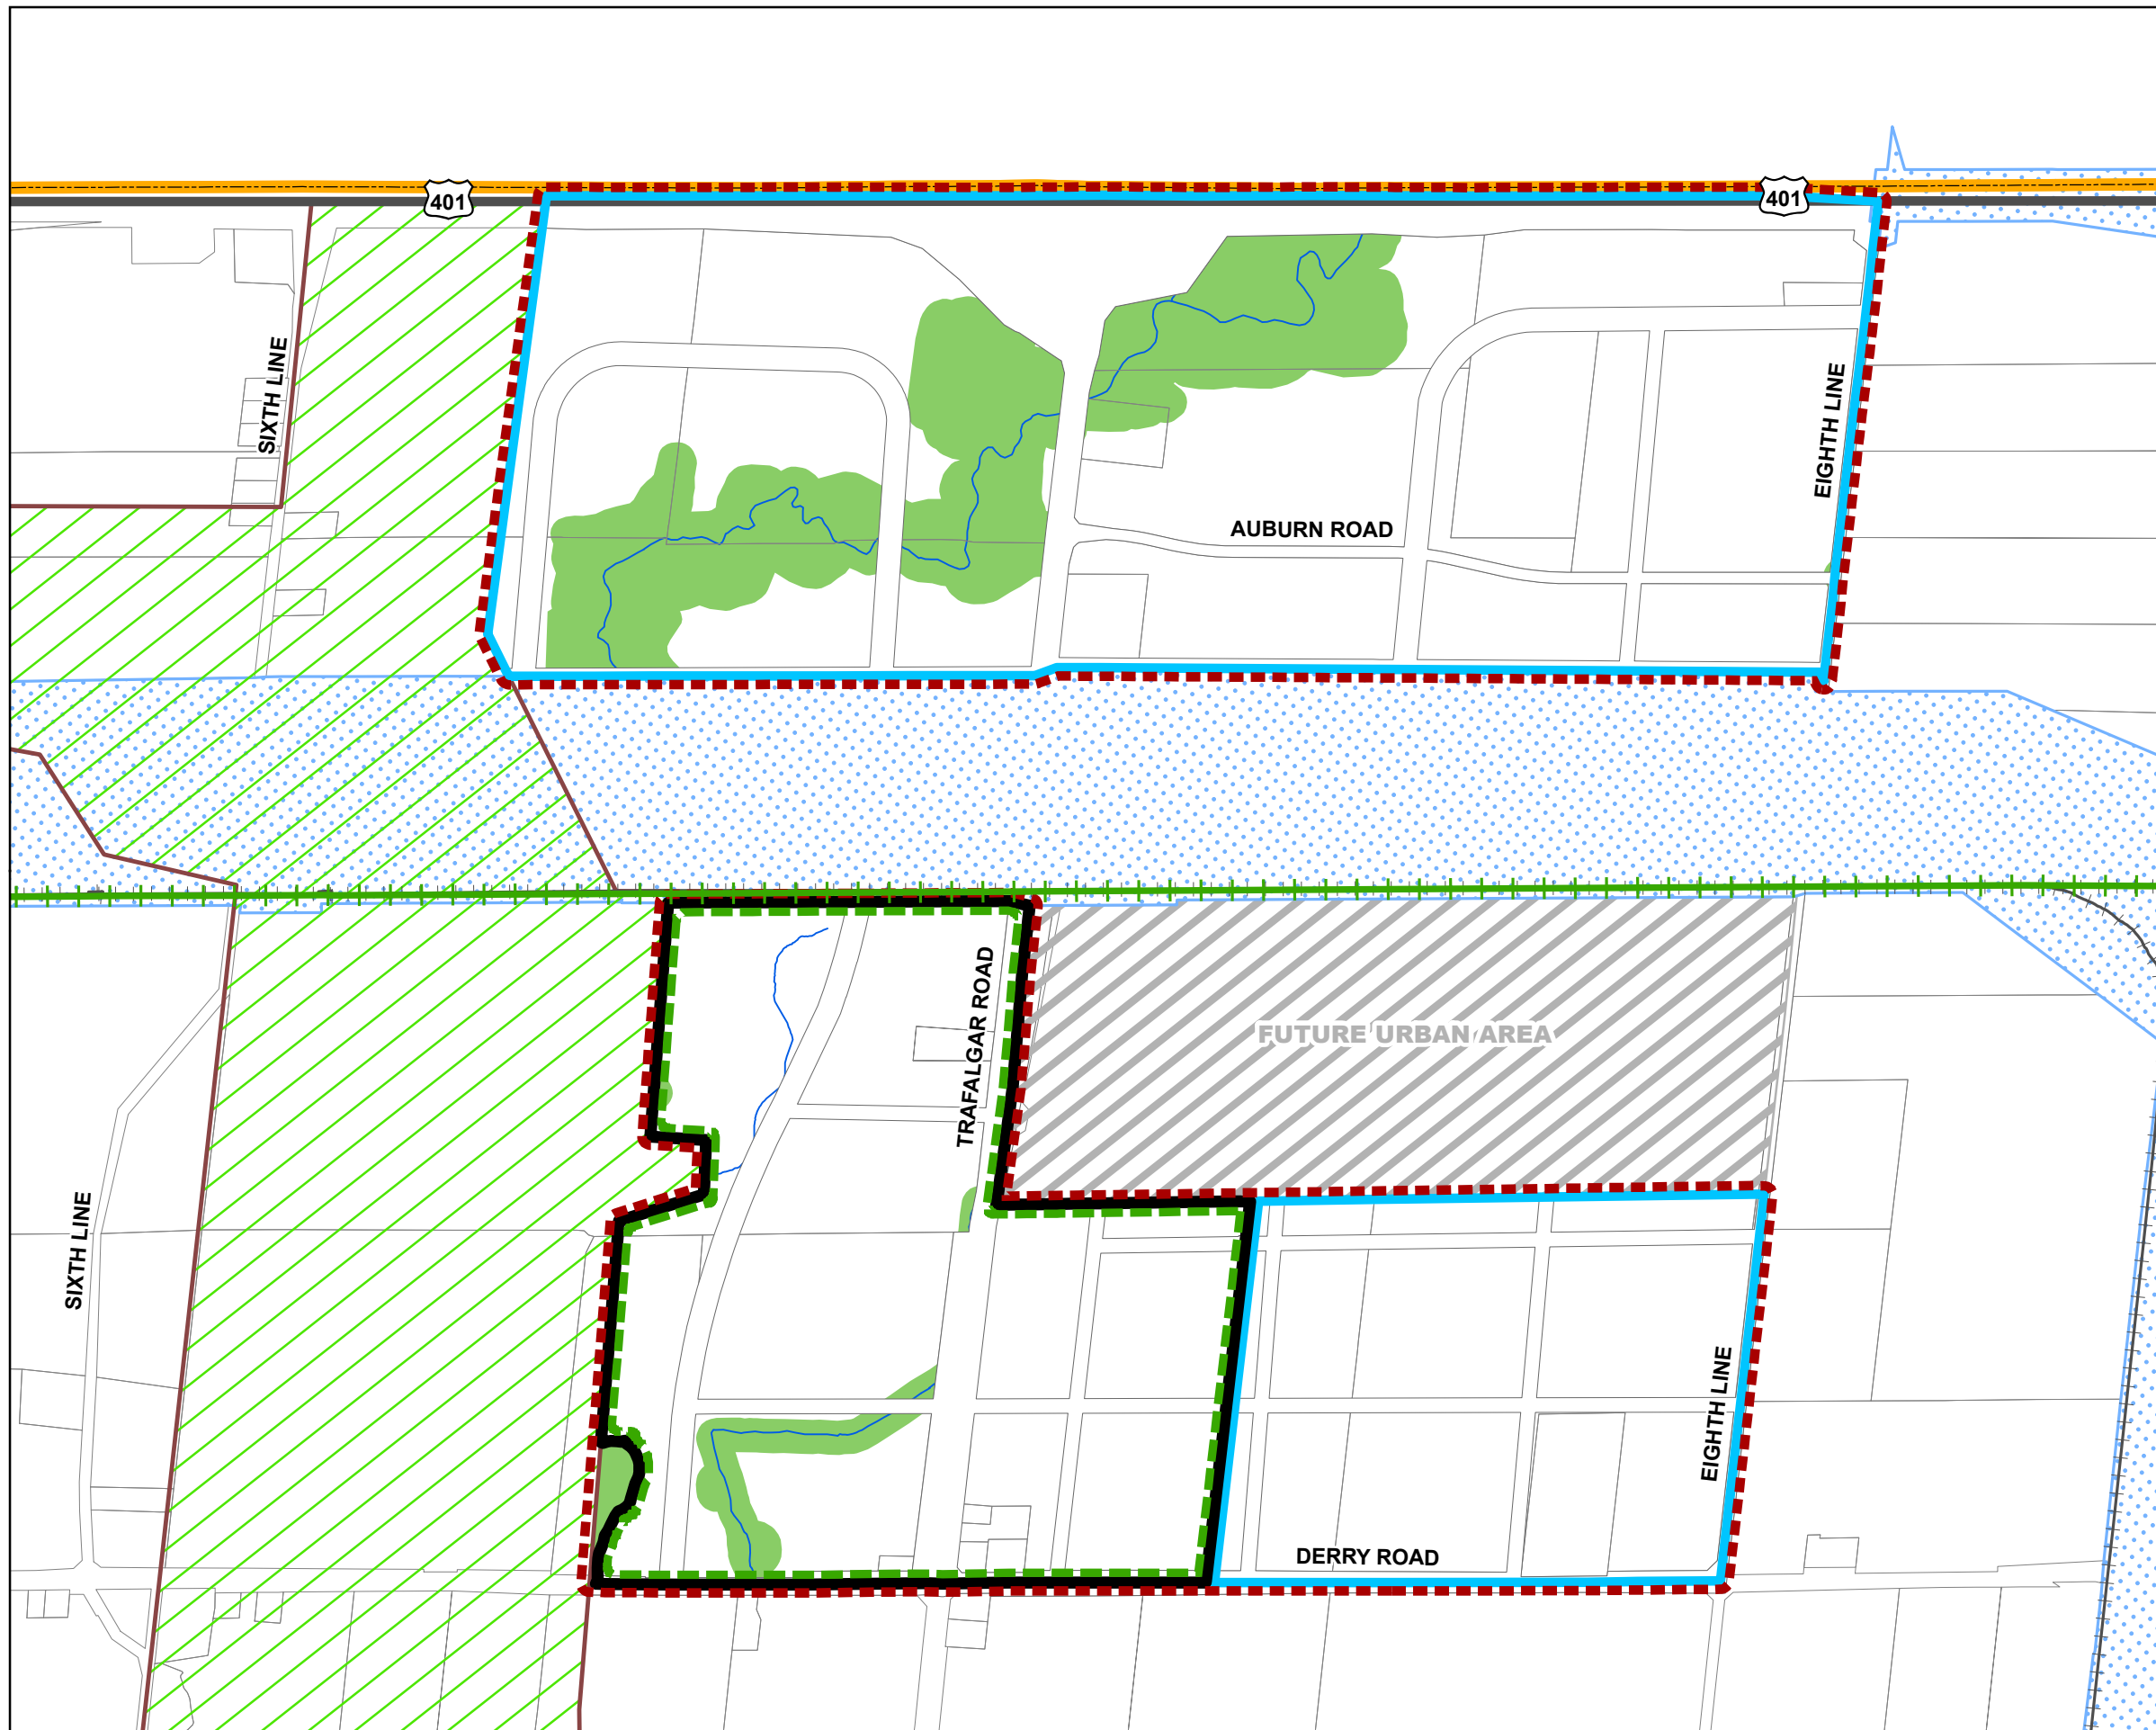 401
401
SIXTH LINE
EIGHTH LINE
AUBURN ROAD
TRAFALGAR ROAD
FUTURE URBAN AREA
SIXTH LINE
EIGHTH LINE
DERRY ROAD